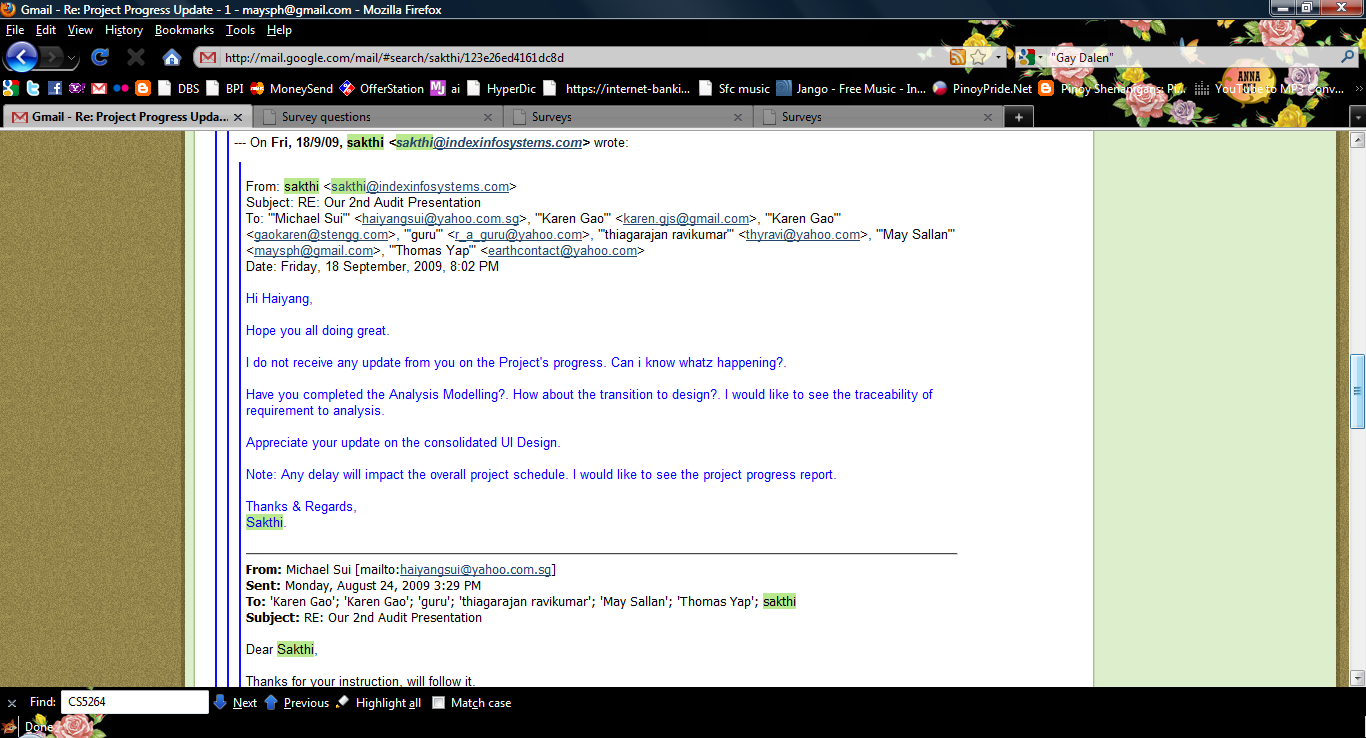 Gmail - Re: Project Progress Update - 1 - maysph@gmail.com - Mozilla Firefox
File Edit View History Bookmarks Tools Help
http://mail.google.com/mail/#search/sakthi/123e26ed4161dc8d "Gay Dalen"
DBS BPI MoneySend OfferStation ai HyperDic https://internet-banki... Sfc music Jango - Free Music - In... PinoyPride.Net Pinoy Shenanigans: Pi... ANNA YouTube to MP3 Conv... »
Gmail - Re: Project Progress Upda... Survey questions Surveys Surveys
--- On Fri, 18/9/09, sakthi <sakthi@indexinfosystems.com> wrote:
From: sakthi <sakthi@indexinfosystems.com>
Subject: RE: Our 2nd Audit Presentation
To: "'Michael Sui'" <haiyangsui@yahoo.com.sg>, "'Karen Gao'" <karen.gjs@gmail.com>, "'Karen Gao'"
<gaokaren@stengg.com>, "'guru'" <r_a_guru@yahoo.com>, "'thiagarajan ravikumar'" <thyravi@yahoo.com>, "'May Sallan'"
<maysph@gmail.com>, "'Thomas Yap'" <earthcontact@yahoo.com>
Date: Friday, 18 September, 2009, 8:02 PM
Hi Haiyang,
Hope you all doing great.
I do not receive any update from you on the Project's progress. Can i know whatz happening?.
Have you completed the Analysis Modelling?. How about the transition to design?. I would like to see the traceability of
requirement to analysis.
Appreciate your update on the consolidated UI Design.
Note: Any delay will impact the overall project schedule. I would like to see the project progress report.
Thanks & Regards,
Sakthi.
From: Michael Sui [mailto:haiyangsui@yahoo.com.sg]
Sent: Monday, August 24, 2009 3:29 PM
To: 'Karen Gao'; 'Karen Gao'; 'guru'; 'thiagarajan ravikumar'; 'May Sallan'; 'Thomas Yap'; sakthi
Subject: RE: Our 2nd Audit Presentation
Dear Sakthi,
Thanks for your instruction, will follow it.
Find: CS5264 Next Previous Highlight all Match case
Done